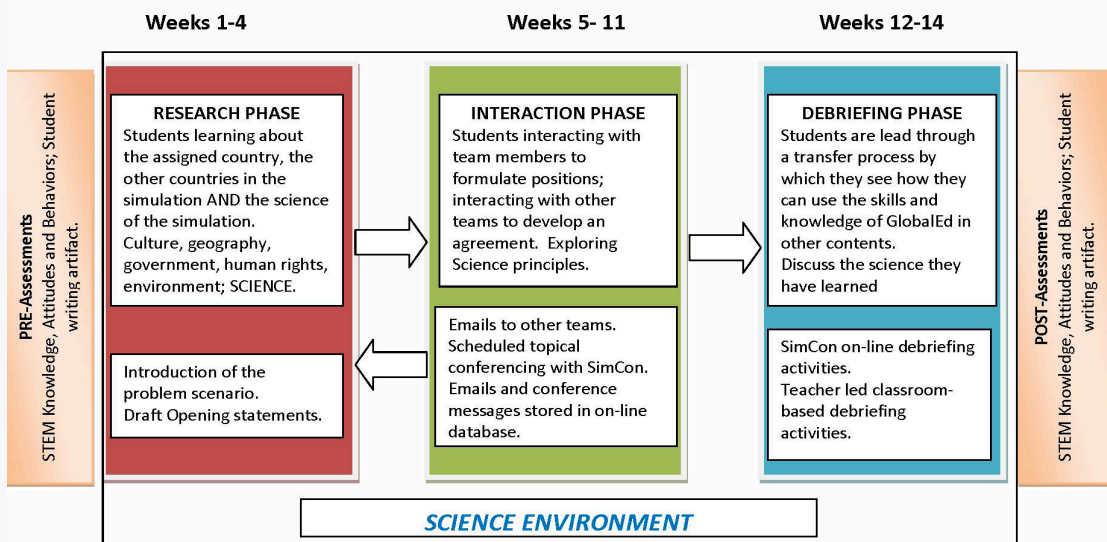 Weeks 1-4
Weeks 5- 11
Weeks 12-14
PRE-Assessments
STEM Knowledge, Attitudes and Behaviors; Student
writing artifact.
RESEARCH PHASE
Students learning about
the assigned country, the
other countries in the
simulation AND the science
of the simulation.
Culture, geography,
government, human rights,
environment; SCIENCE.
Introduction of the
problem scenario.
Draft Opening statements.
INTERACTION PHASE
Students interacting with
team members to
formulate positions;
interacting with other
teams to develop an
agreement.  Exploring
Science principles.
Emails to other teams.
Scheduled topical
conferencing with SimCon.
Emails and conference
messages stored in on-line
database.
DEBRIEFING PHASE
Students are lead through
a transfer process by
which they see how they
can use the skills and
knowledge of GlobalEd in
other contents.
Discuss the science they
have learned
SimCon on-line debriefing
activities.
Teacher led classroom-
based debriefing
activities.
POST-Assessments
STEM Knowledge, Attitudes and Behaviors; Student
writing artifact.
SCIENCE ENVIRONMENT